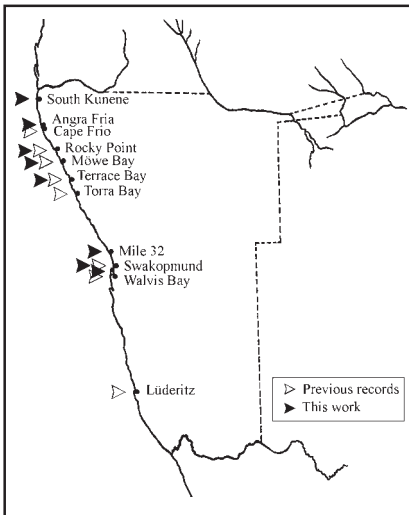 South Kunene
Angra Fria
Cape Frio
Rocky Point
Möwe Bay
Terrace Bay
Torra Bay
Mile 32
Swakopmund
Walvis Bay
Lüderitz
Previous records
This work